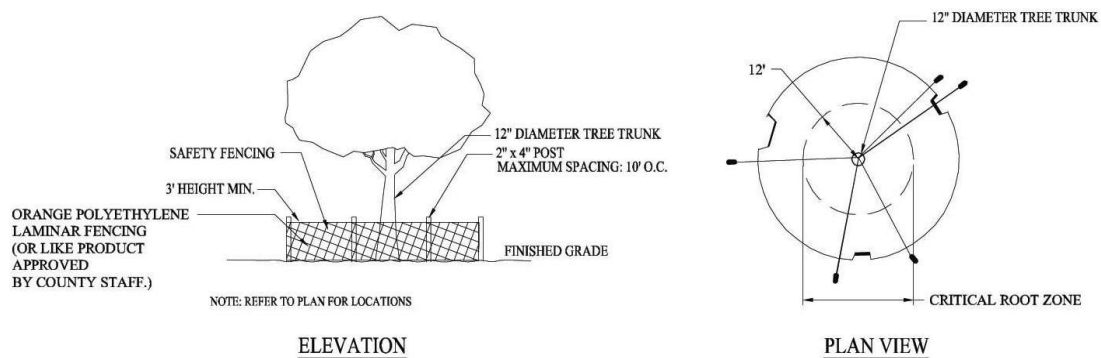 12" DIAMETER TREE TRUNK
2" x 4" POST
MAXIMUM SPACING: 10' O.C.
SAFETY FENCING
3' HEIGHT MIN.
ORANGE POLYETHYLENE
LAMINAR FENCING
(OR LIKE PRODUCT
APPROVED
BY COUNTY STAFF.)
FINISHED GRADE
NOTE: REFER TO PLAN FOR LOCATIONS
ELEVATION
12" DIAMETER TREE TRUNK
12'
CRITICAL ROOT ZONE
PLAN VIEW